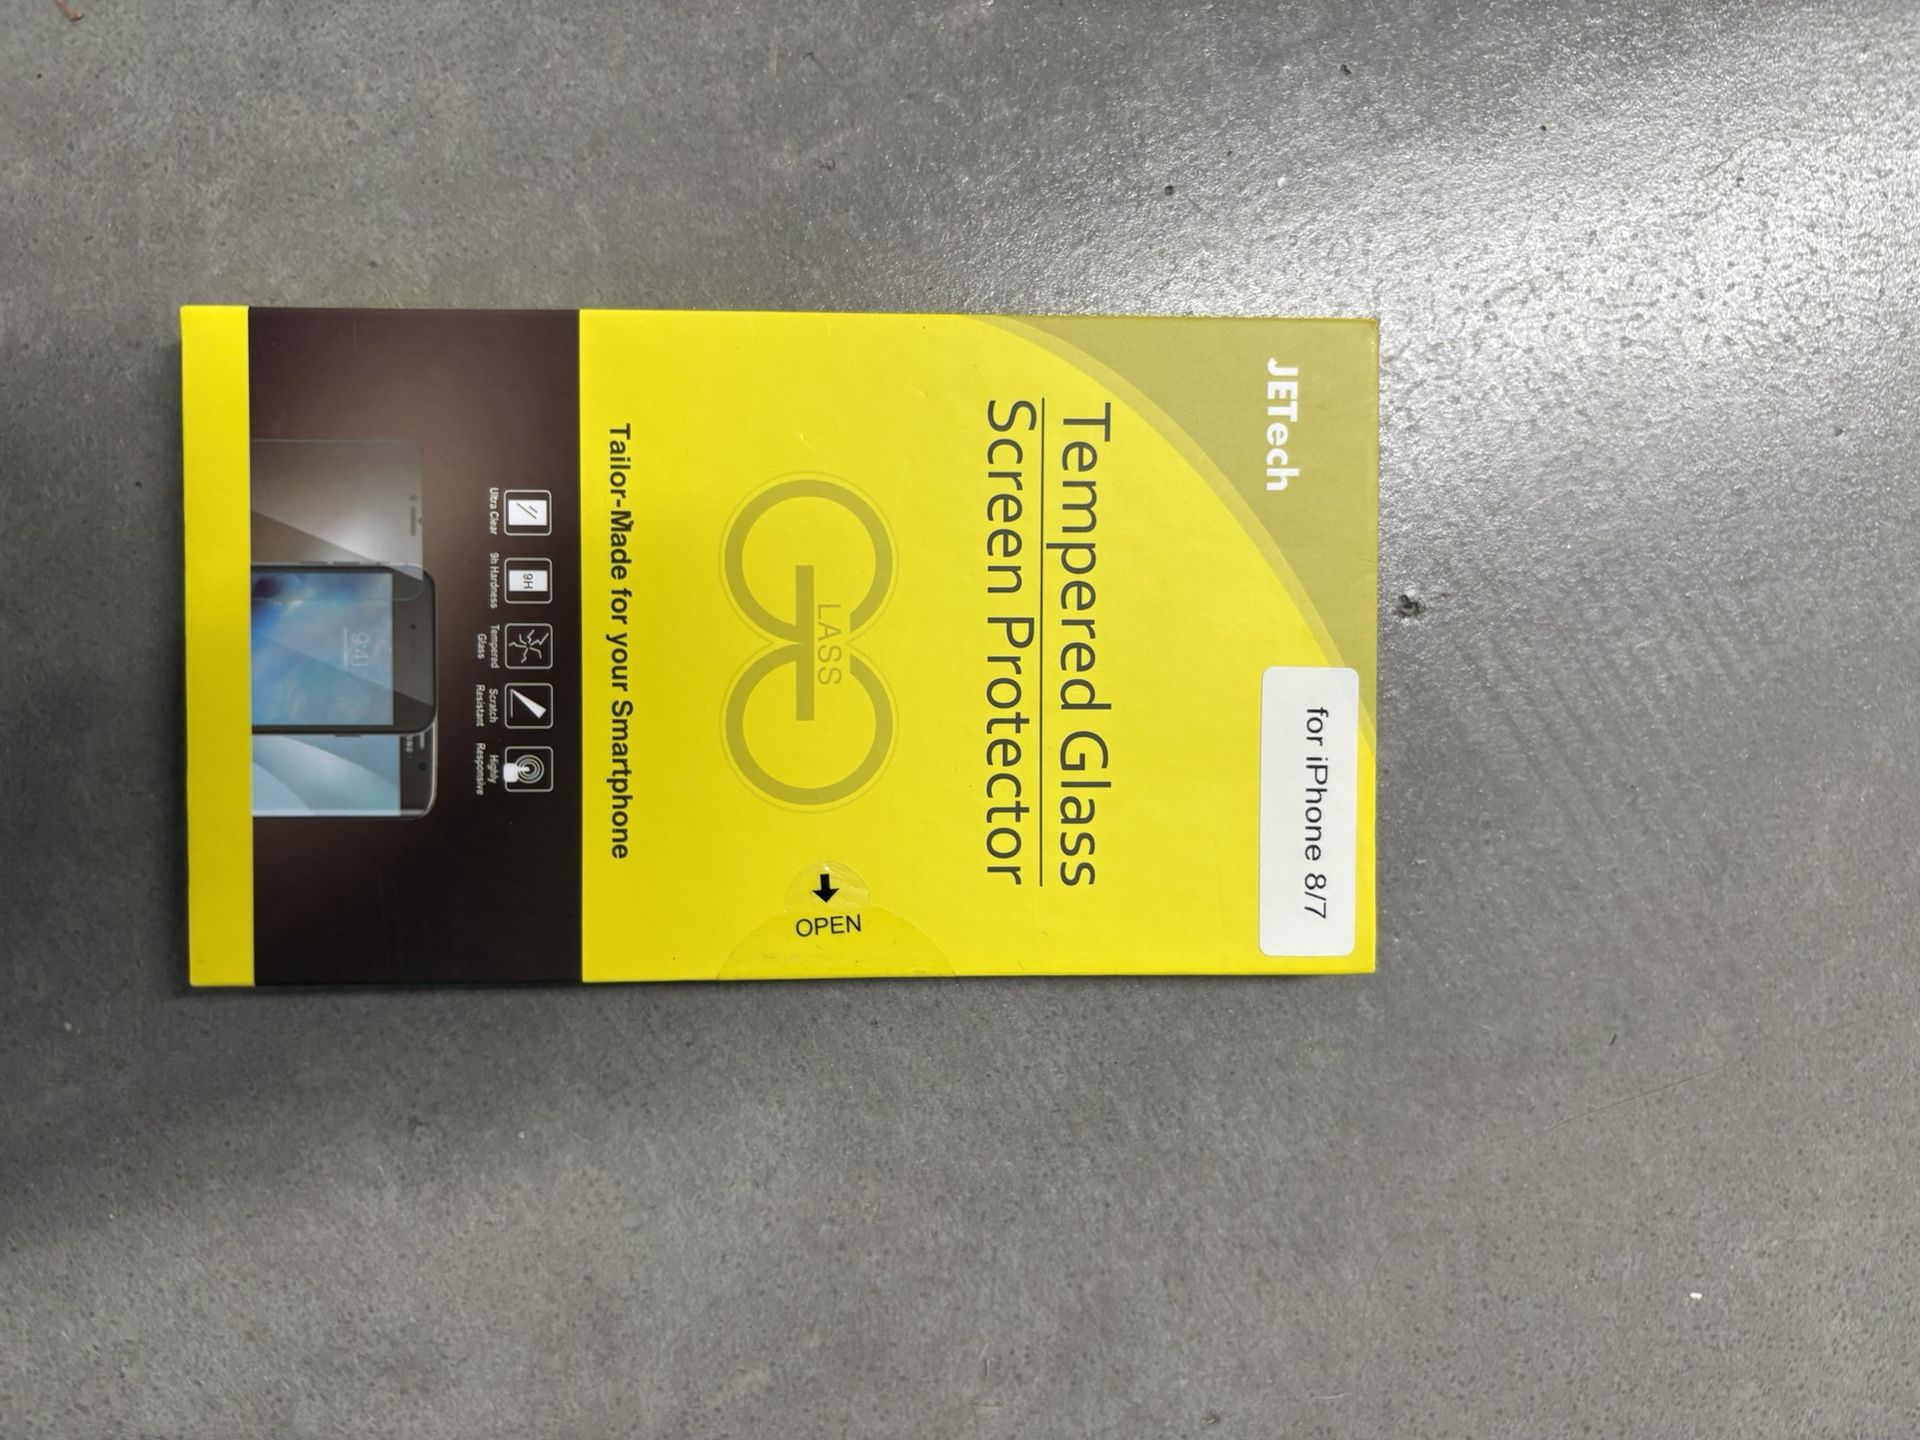 JETech
for iPhone 8/7
Tempered Glass
Screen Protector
G LASS
OPEN
Tailor-Made for your Smartphone
9H
Ultra Clear
9h Hardness
Tempered
Glass
Scratch
Resistant
Highly
Responsive
9:41